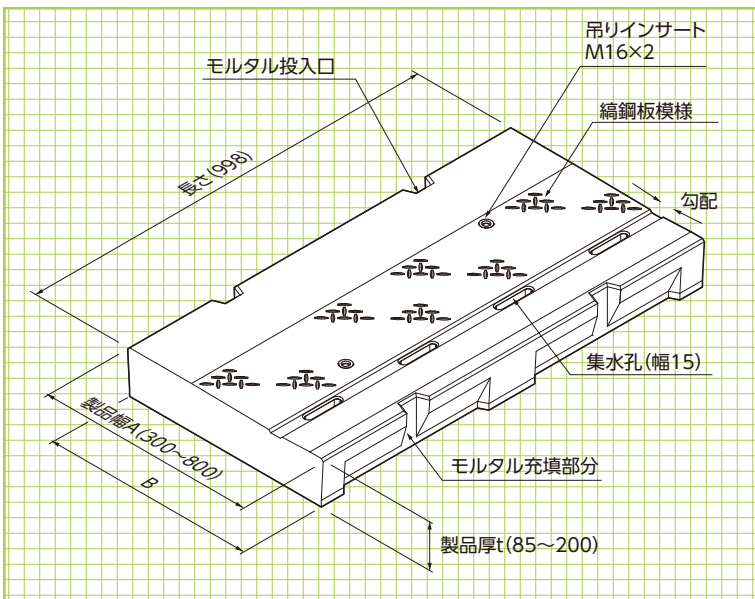 吊りインサート
M16×2
モルタル投入口
縞鋼板模様
長さ(998)
勾配
集水孔(幅15)
製品幅A(300～800)
モルタル充填部分
B
製品厚t(85～200)